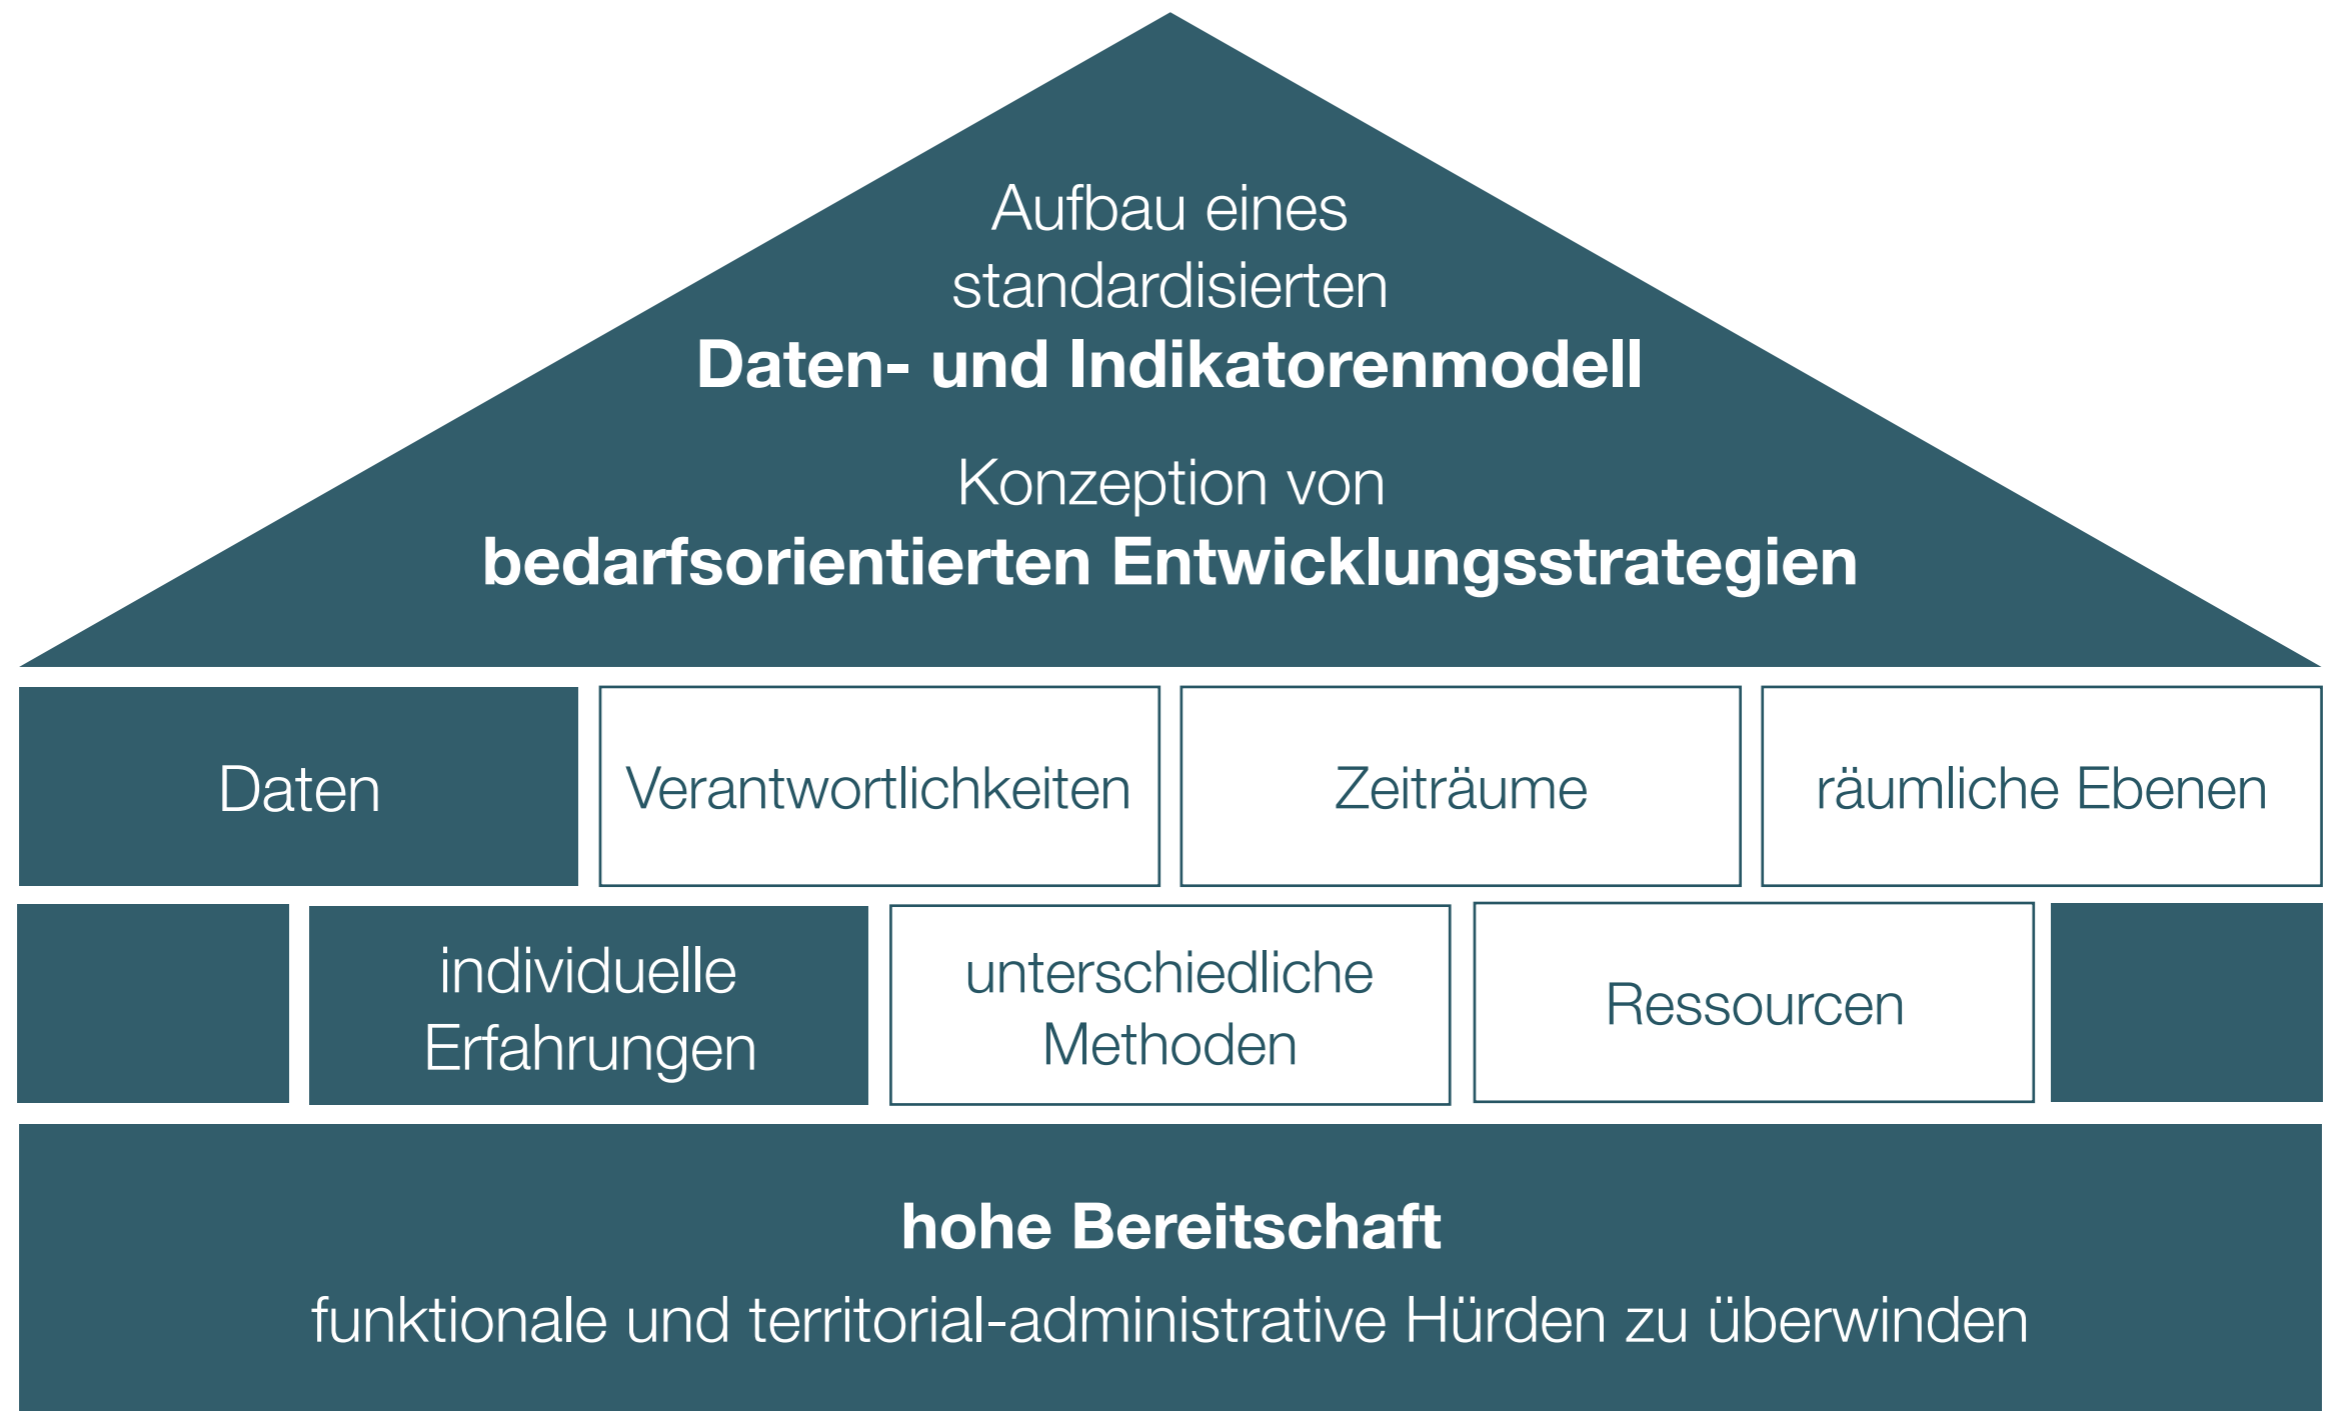 Aufbau eines
standardisierten
Daten- und Indikatorenmodell
Konzeption von
bedarfsorientierten Entwicklungsstrategien
Daten
Verantwortlichkeiten
Zeiträume
räumliche Ebenen
individuelle
Erfahrungen
unterschiedliche
Methoden
Ressourcen
hohe Bereitschaft
funktionale und territorial-administrative Hürden zu überwinden